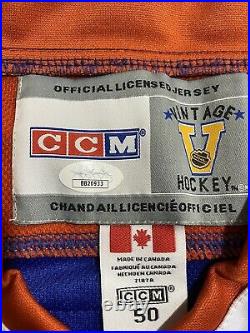 OFFICIAL LICENSED JERSEY
CCM
VINTAGE
V
HOCKEY
BB20933
CHANDAIL LICENCIÉ OFFICIEL
MADE IN CANADA
FABRIQUÉ AU CANADA
HECHO EN CANADA
CCM
50